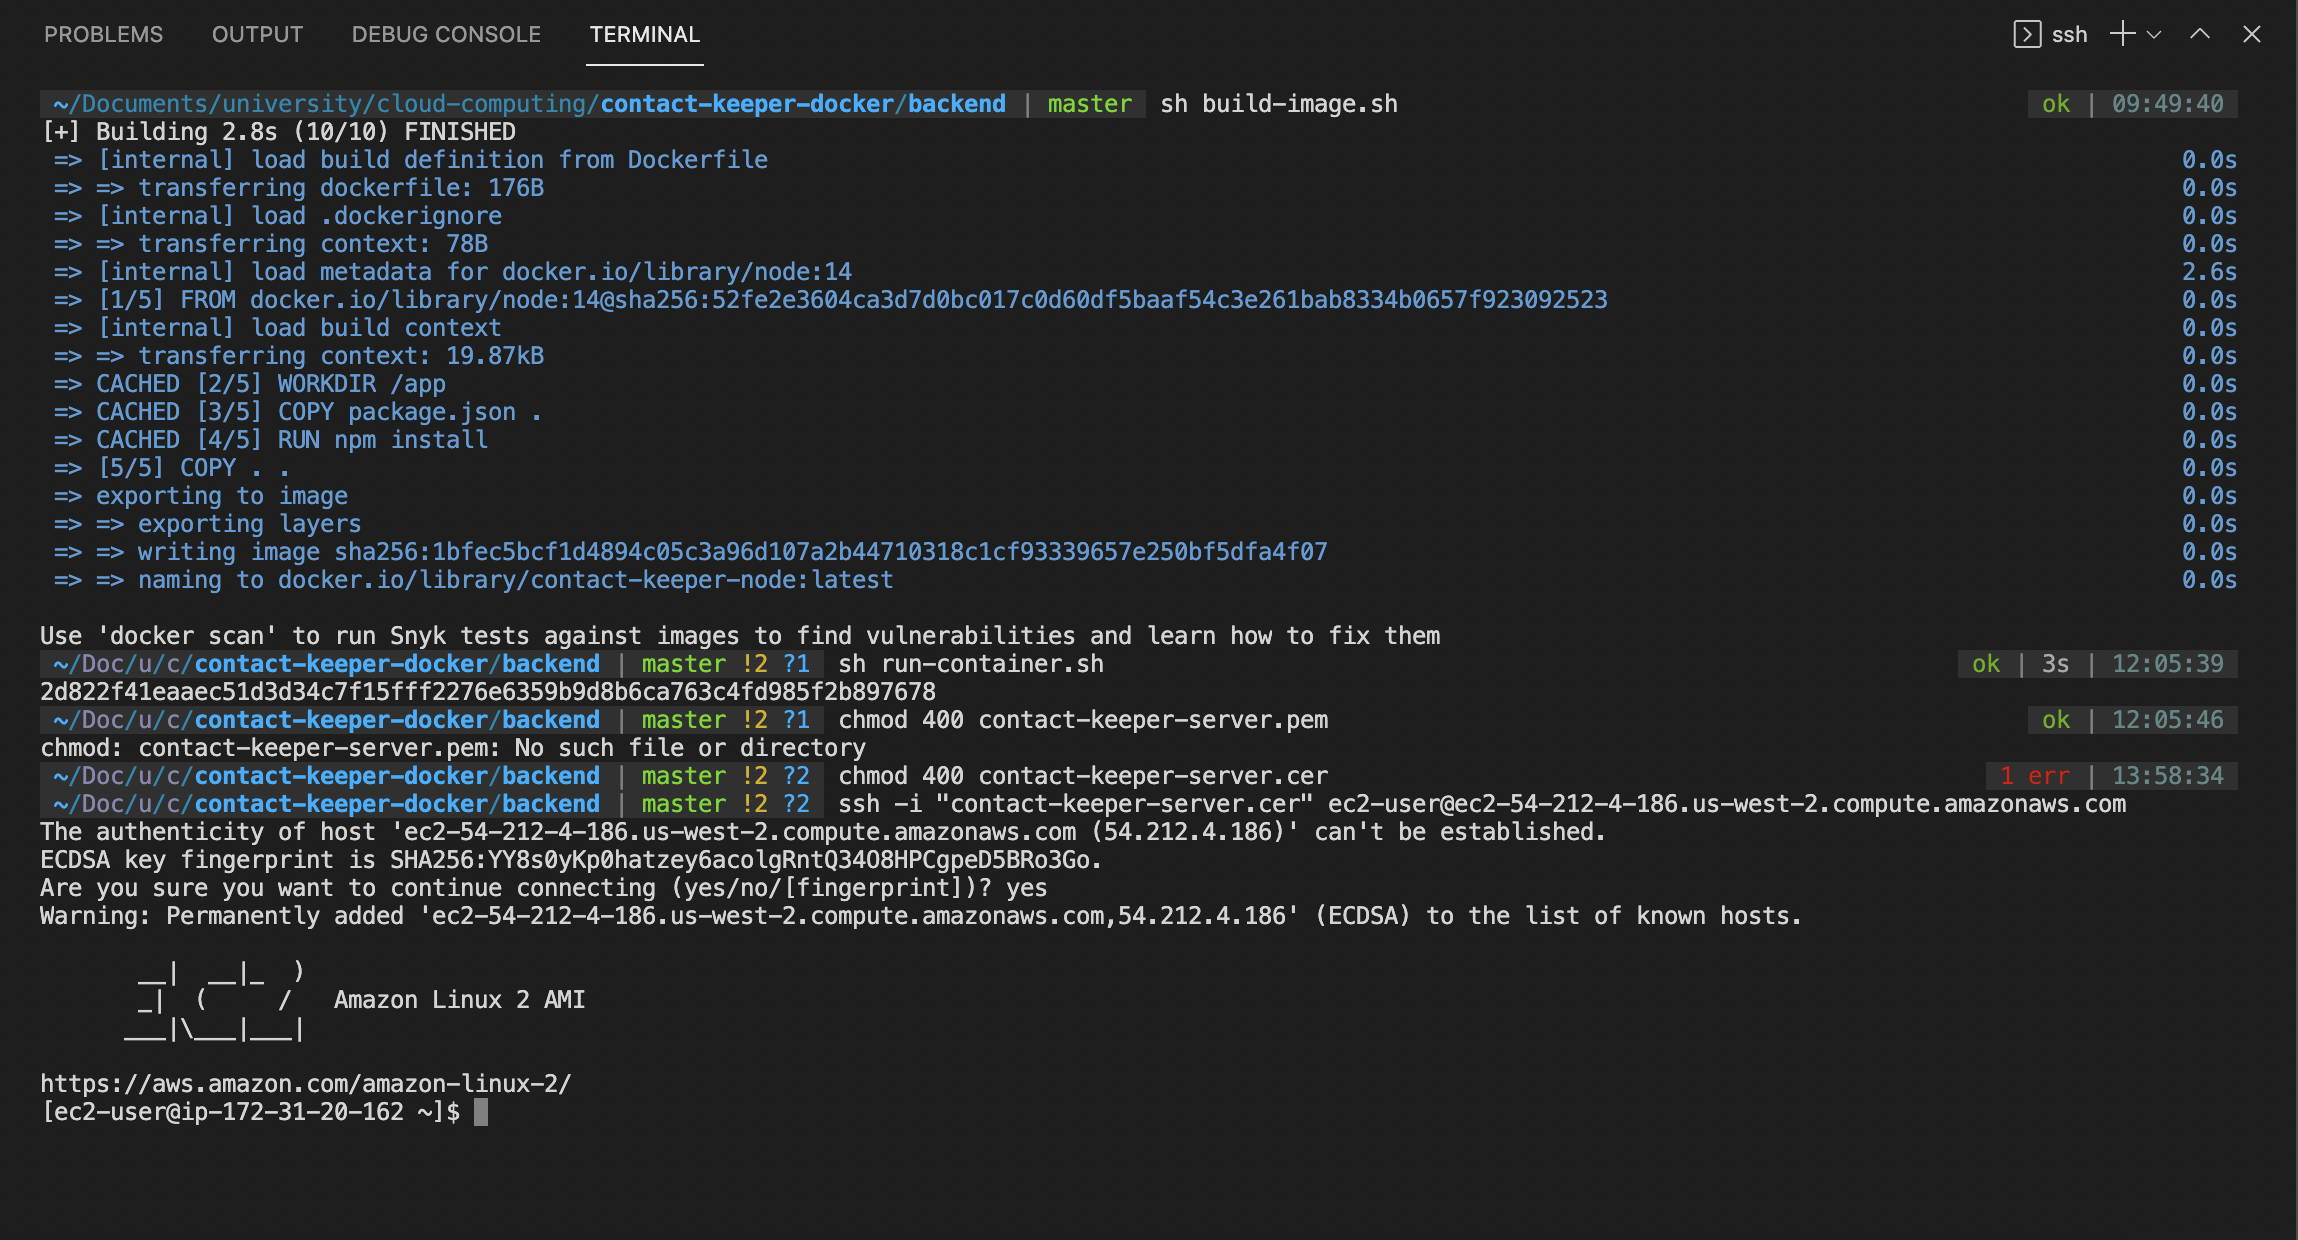 PROBLEMS OUTPUT DEBUG CONSOLE TERMINAL ssh
~/Documents/university/cloud-computing/contact-keeper-docker/backend | master sh build-image.sh ok | 09:49:40
[+] Building 2.8s (10/10) FINISHED
=> [internal] load build definition from Dockerfile 0.0s
=> => transferring dockerfile: 176B 0.0s
=> [internal] load .dockerignore 0.0s
=> => transferring context: 78B 0.0s
=> [internal] load metadata for docker.io/library/node:14 2.6s
=> [1/5] FROM docker.io/library/node:14@sha256:52fe2e3604ca3d7d0bc017c0d60df5baaf54c3e261bab8334b0657f923092523 0.0s
=> [internal] load build context 0.0s
=> => transferring context: 19.87kB 0.0s
=> CACHED [2/5] WORKDIR /app 0.0s
=> CACHED [3/5] COPY package.json . 0.0s
=> CACHED [4/5] RUN npm install 0.0s
=> [5/5] COPY . . 0.0s
=> exporting to image 0.0s
=> => exporting layers 0.0s
=> => writing image sha256:1bfec5bcf1d4894c05c3a96d107a2b44710318c1cf93339657e250bf5dfa4f07 0.0s
=> => naming to docker.io/library/contact-keeper-node:latest 0.0s
Use 'docker scan' to run Snyk tests against images to find vulnerabilities and learn how to fix them
~/Doc/u/c/contact-keeper-docker/backend | master !2 ?1 sh run-container.sh ok | 3s | 12:05:39
2d822f41eaaec51d3d34c7f15fff2276e6359b9d8b6ca763c4fd985f2b897678
~/Doc/u/c/contact-keeper-docker/backend | master !2 ?1 chmod 400 contact-keeper-server.pem ok | 12:05:46
chmod: contact-keeper-server.pem: No such file or directory
~/Doc/u/c/contact-keeper-docker/backend | master !2 ?2 chmod 400 contact-keeper-server.cer 1 err | 13:58:34
~/Doc/u/c/contact-keeper-docker/backend | master !2 ?2 ssh -i "contact-keeper-server.cer" ec2-user@ec2-54-212-4-186.us-west-2.compute.amazonaws.com
The authenticity of host 'ec2-54-212-4-186.us-west-2.compute.amazonaws.com (54.212.4.186)' can't be established.
ECDSA key fingerprint is SHA256:YY8s0yKp0hatzey6acolgRntQ34O8HPCgpeD5BRo3Go.
Are you sure you want to continue connecting (yes/no/[fingerprint])? yes
Warning: Permanently added 'ec2-54-212-4-186.us-west-2.compute.amazonaws.com,54.212.4.186' (ECDSA) to the list of known hosts.
       __|  __|_  )
       _|  (     /   Amazon Linux 2 AMI
      ___|\___|___|
https://aws.amazon.com/amazon-linux-2/
[ec2-user@ip-172-31-20-162 ~]$